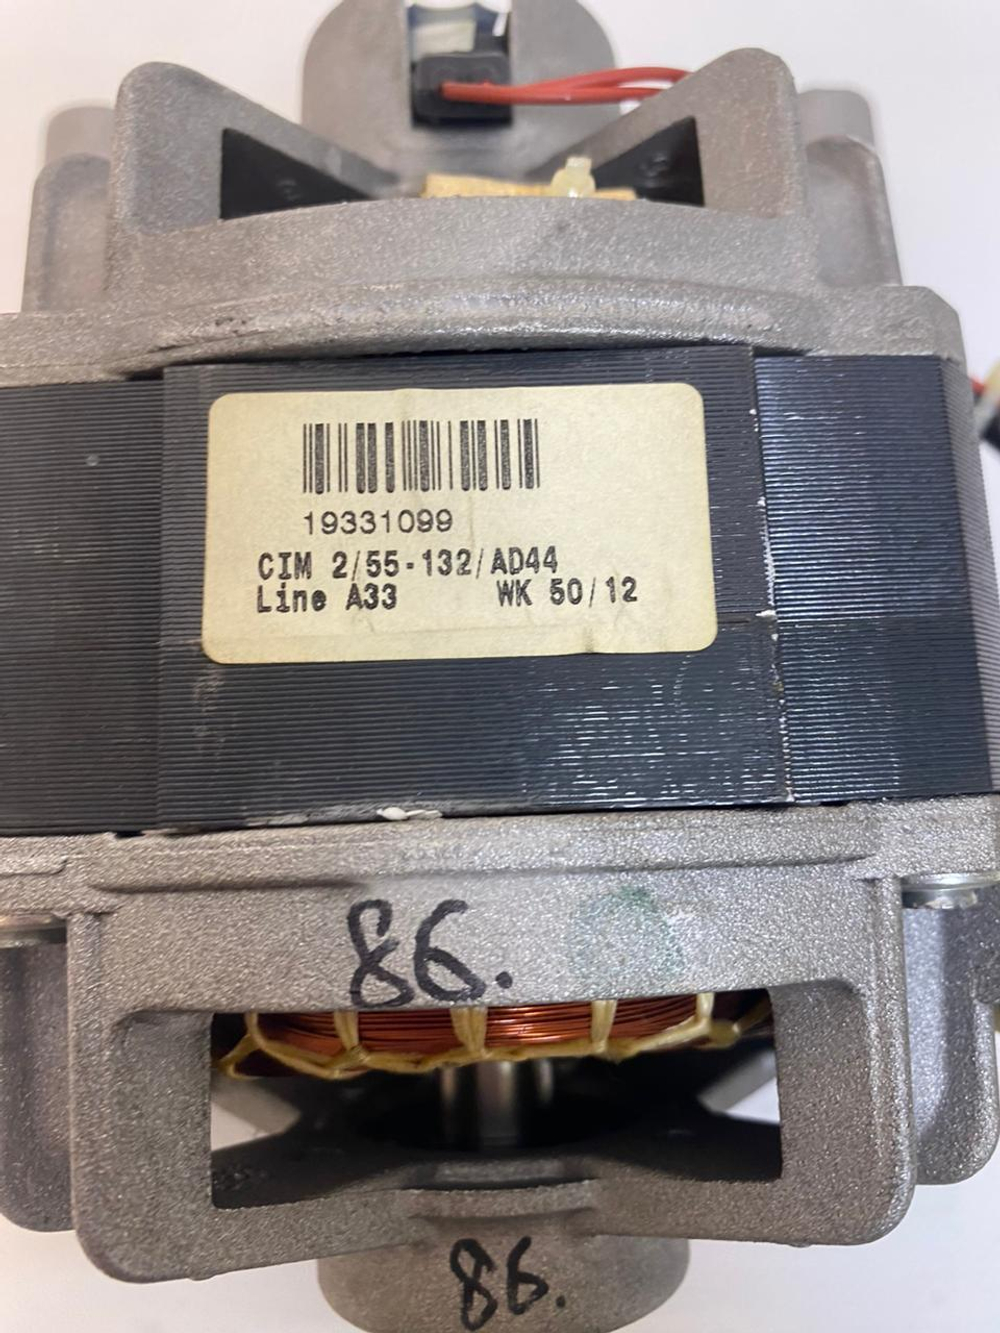 19331099
CIM 2/55-132/AD44
Line A33 WK 50/12
86.
86.